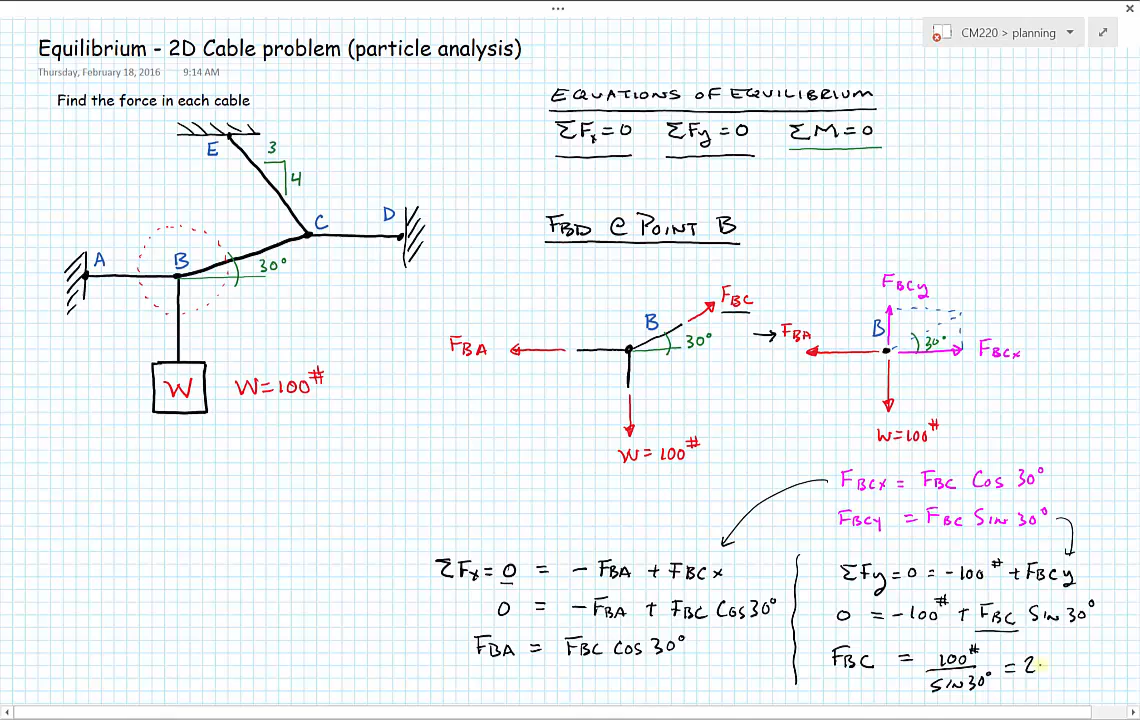 CM220 > planning
Equilibrium - 2D Cable problem (particle analysis)
Thursday, February 18, 2016 9:14 AM
Find the force in each cable
E
3
4
C
D
A
B
30°
W
W=100#
EQUATIONS OF EQUILIBRIUM
ΣFx=0 ΣFy=0 ΣM=0
FBD @ POINT B
FBA
B
FBC
30°
W=100#
FBA
B
FBCy
30°
FBCx
W=100#
FBCx = FBC Cos 30°
FBCy = FBC Sin 30°
ΣFx = 0 = - FBA + FBCx
0 = -FBA + FBC Cos30°
FBA = FBC cos 30°
ΣFy = 0 = -100# + FBCy
0 = -100# + FBC Sin 30°
FBC = 100# / Sin30° = 2